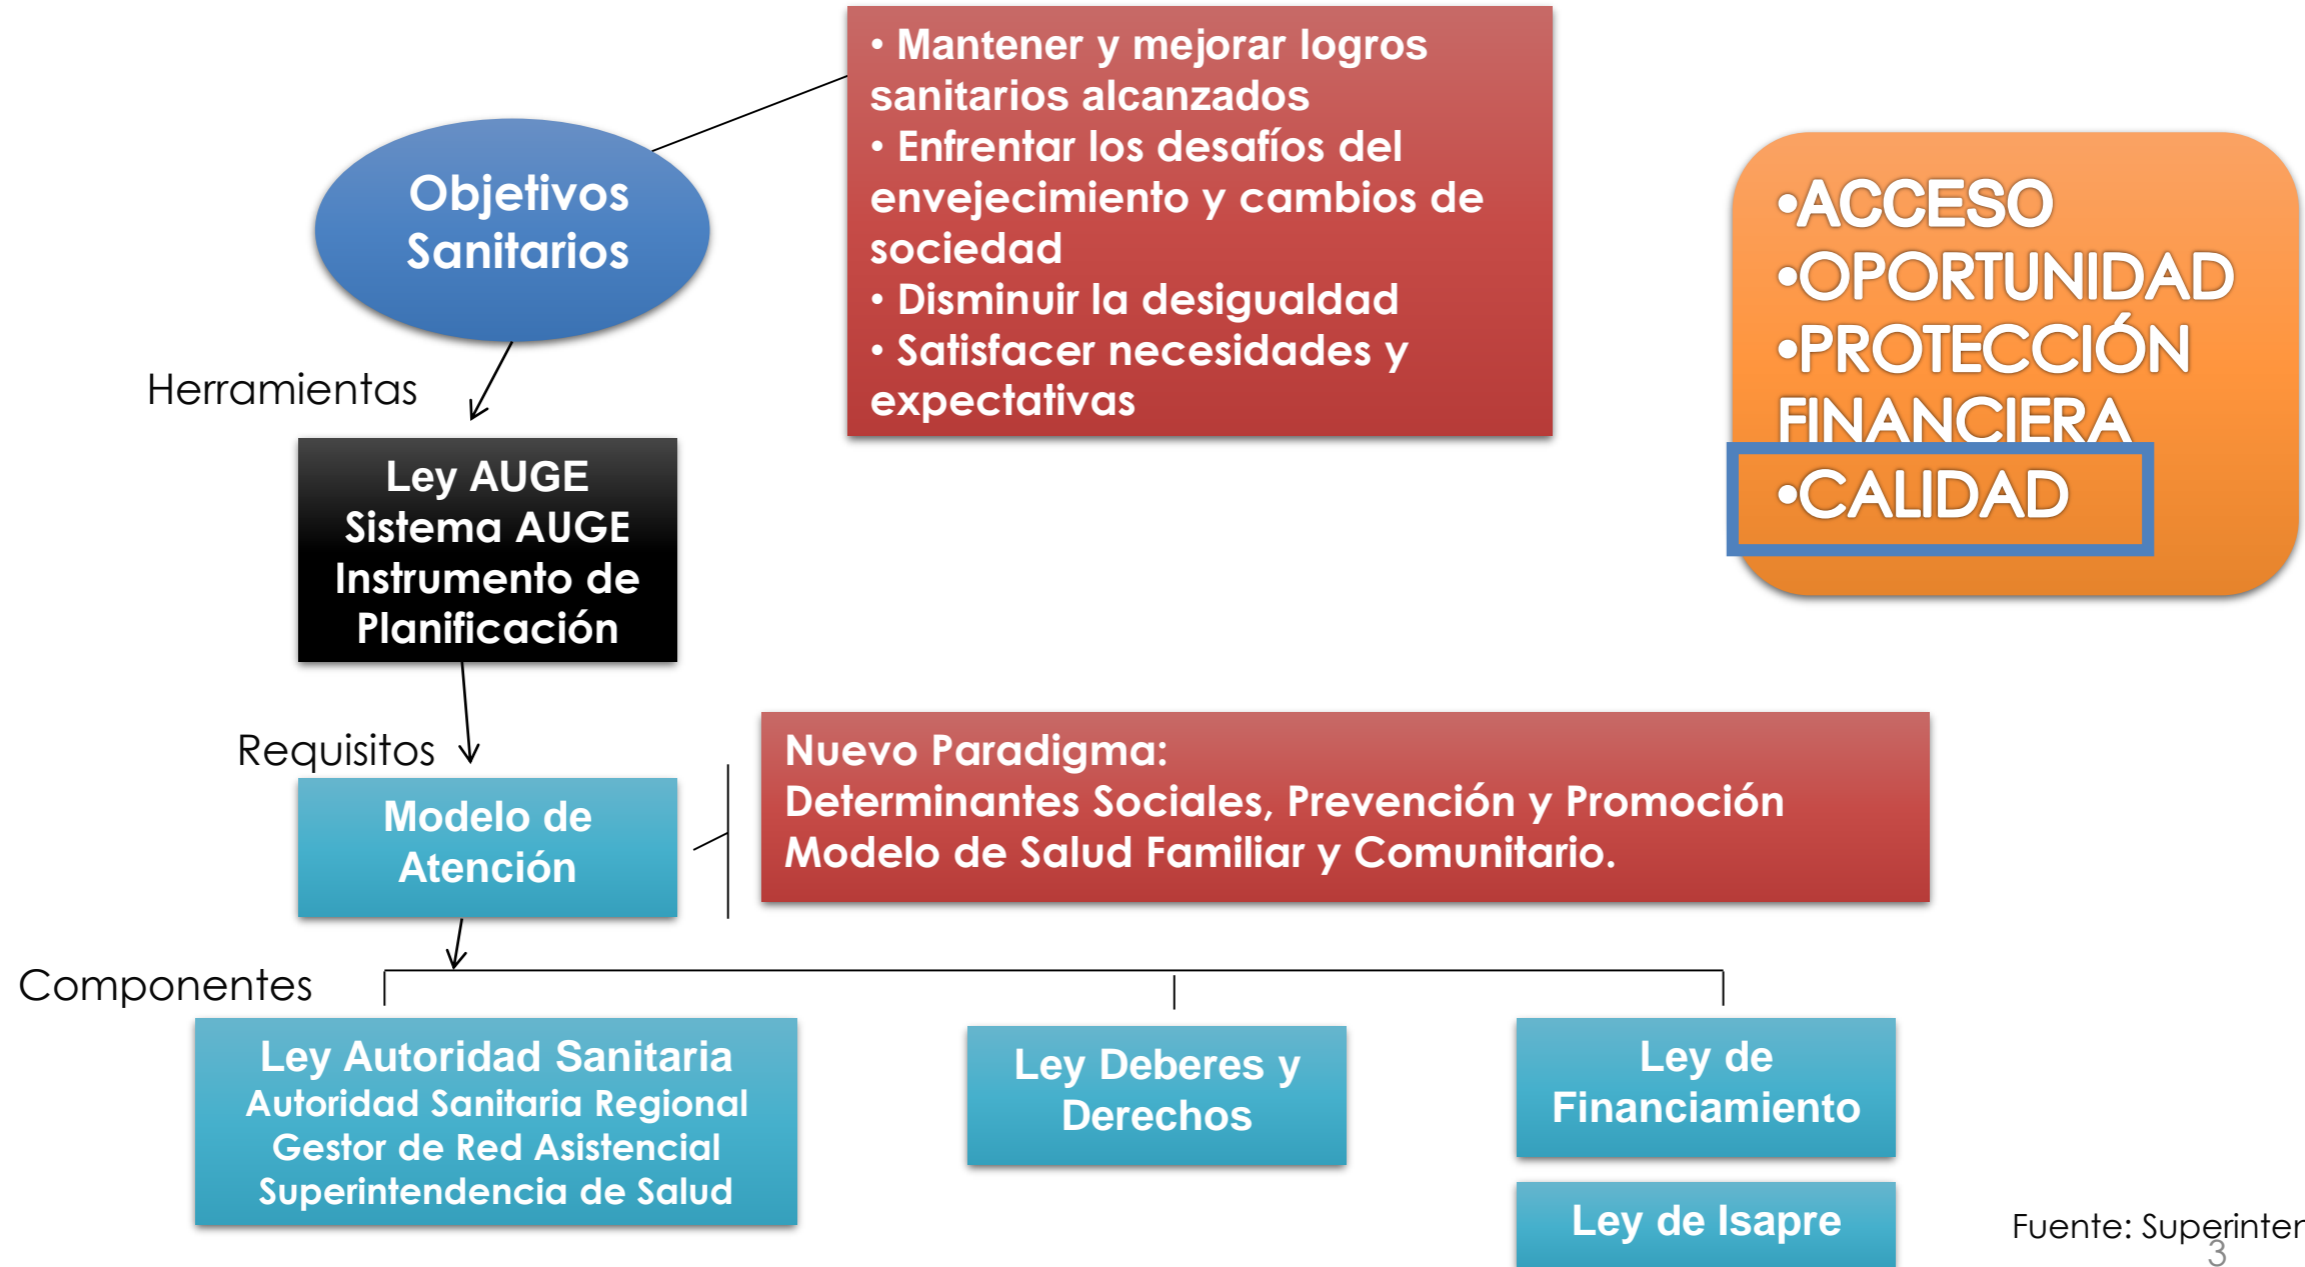 • Mantener y mejorar logros
sanitarios alcanzados
• Enfrentar los desafíos del
envejecimiento y cambios de
sociedad
• Disminuir la desigualdad
• Satisfacer necesidades y
expectativas
Objetivos
Sanitarios
•ACCESO
•OPORTUNIDAD
•PROTECCIÓN
FINANCIERA
•CALIDAD
Herramientas
Ley AUGE
Sistema AUGE
Instrumento de
Planificación
Requisitos
Modelo de
Atención
Nuevo Paradigma:
Determinantes Sociales, Prevención y Promoción
Modelo de Salud Familiar y Comunitario.
Componentes
Ley Autoridad Sanitaria
Autoridad Sanitaria Regional
Gestor de Red Asistencial
Superintendencia de Salud
Ley Deberes y
Derechos
Ley de
Financiamiento
Ley de Isapre
Fuente:
3